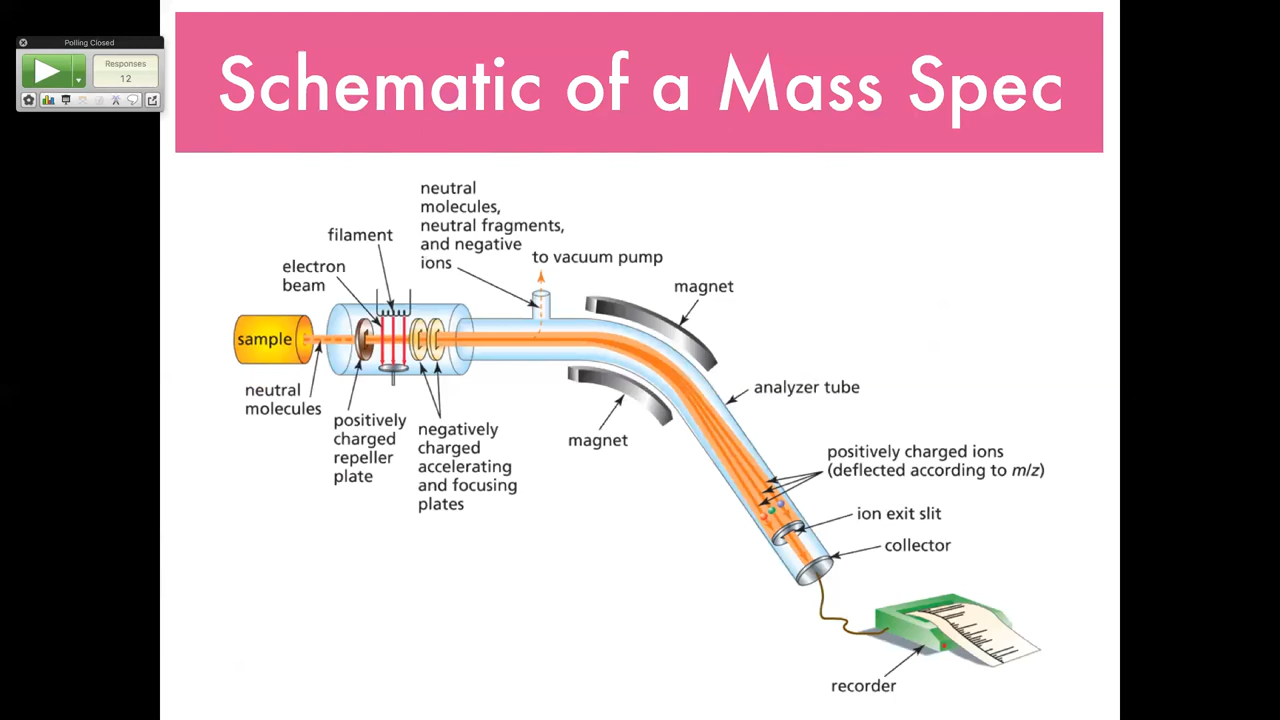 Polling Closed
Responses
12
Schematic of a Mass Spec
neutral
molecules,
neutral fragments,
and negative
ions
filament
to vacuum pump
electron
beam
magnet
sample
analyzer tube
neutral
molecules
positively
charged
repeller
plate
negatively
charged
accelerating
and focusing
plates
magnet
positively charged ions
(deflected according to m/z)
ion exit slit
collector
recorder